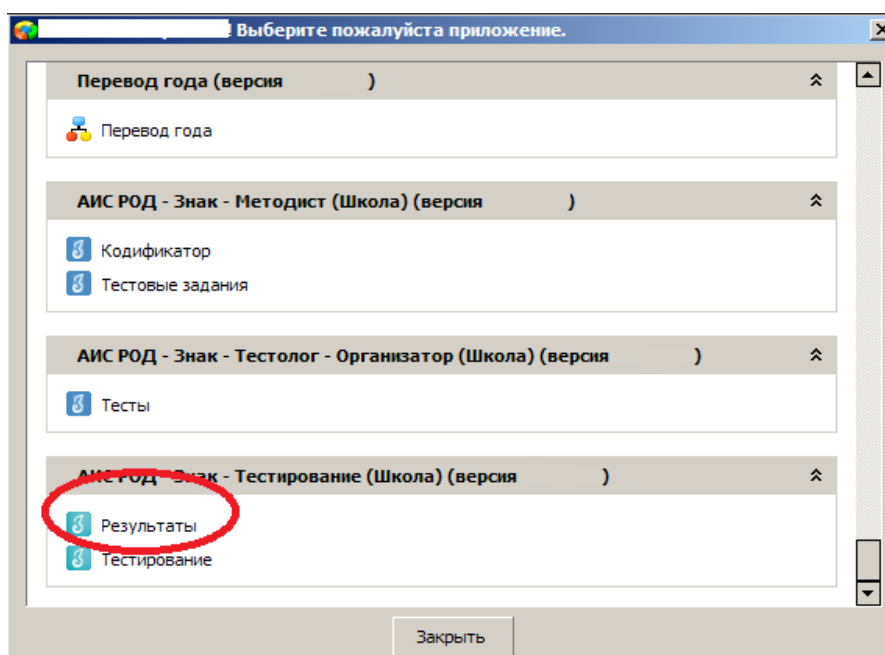 ! Выберите пожалуйста приложение.
Перевод года (версия )
Перевод года
АИС РОД - Знак - Методист (Школа) (версия )
Кодификатор
Тестовые задания
АИС РОД - Знак - Тестолог - Организатор (Школа) (версия )
Тесты
АИС РОД - Знак - Тестирование (Школа) (версия )
Результаты
Тестирование
Закрыть